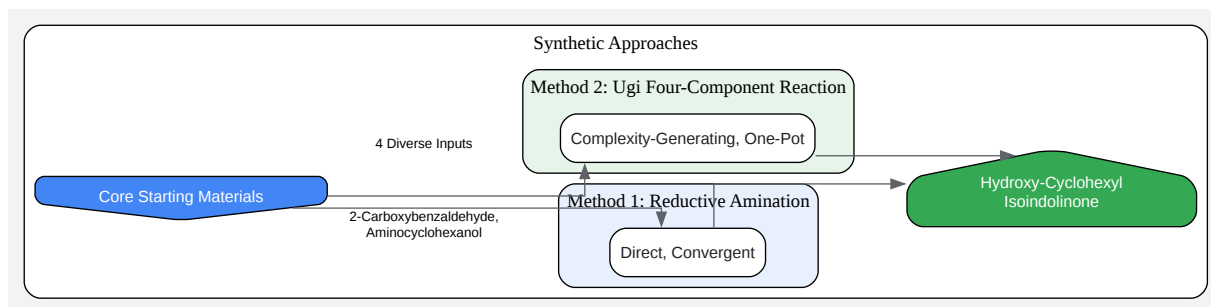 Synthetic Approaches
Method 2: Ugi Four-Component Reaction
Complexity-Generating, One-Pot
4 Diverse Inputs
Core Starting Materials
2-Carboxybenzaldehyde,
Aminocyclohexanol
Method 1: Reductive Amination
Direct, Convergent
Hydroxy-Cyclohexyl
Isoindolinone